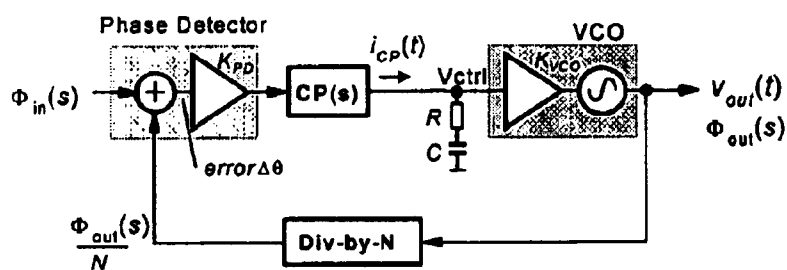 Phase Detector
VCO
i_CP(t)
K_PD
K_VCO
Vctrl
Φ_in(s)
+
CP(s)
V_out(t)
R
Φ_out(s)
C
error Δθ
Φ_out(s)
N
Div-by-N